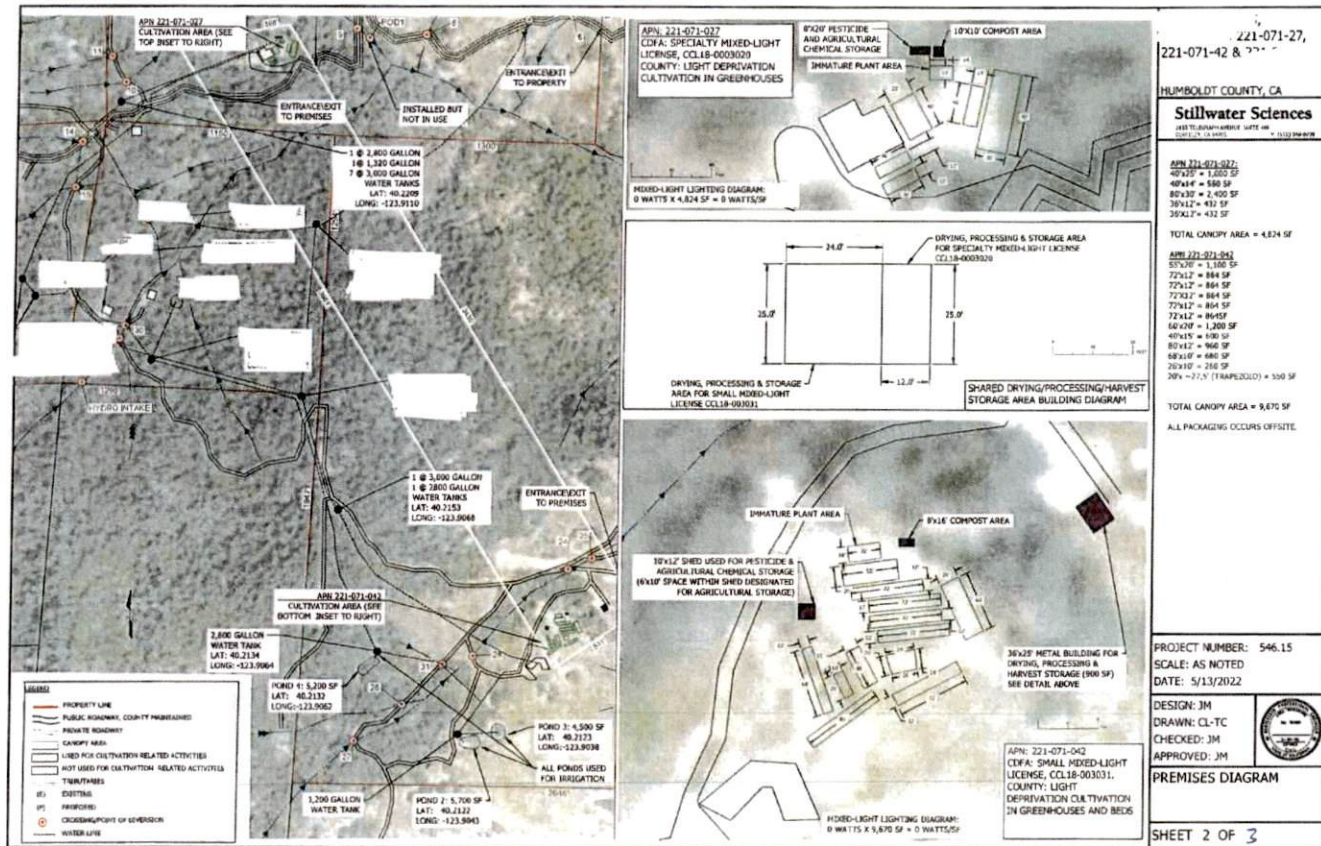 APN 221-071-027
CULTIVATION AREA (SEE
TOP INSET TO RIGHT)
POD1
ENTRANCE\EXIT
TO PROPERTY
ENTRANCE\EXIT
TO PREMISES
INSTALLED BUT
NOT IN USE
1 @ 2,800 GALLON
1@ 1,320 GALLON
7 @ 3,000 GALLON
WATER TANKS
LAT: 40.2209
LONG: -123.9110
HYDRO INTAKE
1 @ 3,000 GALLON
1 @ 2800 GALLON
WATER TANKS
LAT: 40.2153
LONG: -123.9068
ENTRANCE\EXIT
TO PREMISES
APN 221-071-042
CULTIVATION AREA (SEE
BOTTOM INSET TO RIGHT)
2,800 GALLON
WATER TANK
LAT: 40.2134
LONG: -123.9064
POND 4: 5,200 SF
LAT: 40.2132
LONG:-123.9062
POND 3: 4,500 SF
LAT: 40.2123
LONG:-123.9038
ALL PONDS USED
FOR IRRIGATION
1,200 GALLON
WATER TANK
POND 2: 5,700 SF
LAT: 40.2122
LONG: -123.9043
LEGEND
PROPERTY LINE
PUBLIC ROADWAY, COUNTY MAINTAINED
PRIVATE ROADWAY
CANOPY AREA
USED FOR CULTIVATION RELATED ACTIVITIES
NOT USED FOR CULTIVATION RELATED ACTIVITIES
TRIBUTARIES
(E) EXISTING
(P) PROPOSED
CROSSING/POINT OF DIVERSION
WATER LINE
APN: 221-071-027
CDFA: SPECIALTY MIXED-LIGHT
LICENSE, CCL18-0003020
COUNTY: LIGHT DEPRIVATION
CULTIVATION IN GREENHOUSES
8'X20' PESTICIDE
AND AGRICULTURAL
CHEMICAL STORAGE
10'X10' COMPOST AREA
IMMATURE PLANT AREA
MIXED-LIGHT LIGHTING DIAGRAM:
0 WATTS X 4,824 SF = 0 WATTS/SF
24.0'
DRYING, PROCESSING & STORAGE AREA
FOR SPECIALTY MIXED-LIGHT LICENSE
CCL18-0003020
25.0'
25.0'
12.0'
DRYING, PROCESSING & STORAGE
AREA FOR SMALL MIXED-LIGHT
LICENSE CCL18-003031
SHARED DRYING/PROCESSING/HARVEST
STORAGE AREA BUILDING DIAGRAM
IMMATURE PLANT AREA
8'x16' COMPOST AREA
10'x12' SHED USED FOR PESTICIDE &
AGRICULTURAL CHEMICAL STORAGE
(6'x10' SPACE WITHIN SHED DESIGNATED
FOR AGRICULTURAL STORAGE)
36'x25' METAL BUILDING FOR
DRYING, PROCESSING &
HARVEST STORAGE (900 SF)
SEE DETAIL ABOVE
APN: 221-071-042
CDFA: SMALL MIXED-LIGHT
LICENSE, CCL18-003031.
COUNTY: LIGHT
DEPRIVATION CULTIVATION
IN GREENHOUSES AND BEDS
MIXED-LIGHT LIGHTING DIAGRAM:
0 WATTS X 9,670 SF = 0 WATTS/SF
221-071-27,
221-071-42 &
HUMBOLDT COUNTY, CA
Stillwater Sciences
APN 221-071-027:
40'x25' = 1,000 SF
40'x14' = 560 SF
80'x30' = 2,400 SF
36'x12' = 432 SF
36'X12' = 432 SF
TOTAL CANOPY AREA = 4,824 SF
APN 221-071-042
55'x20' = 1,100 SF
72'x12' = 864 SF
72'x12' = 864 SF
72'X12' = 864 SF
72'x12' = 864 SF
72'x12' = 864SF
60'x20' = 1,200 SF
40'x15' = 600 SF
80'x12' = 960 SF
68'x10' = 680 SF
26'x10' = 260 SF
20'x ~27.5' (TRAPEZOID) = 550 SF
TOTAL CANOPY AREA = 9,670 SF
ALL PACKAGING OCCURS OFFSITE.
PROJECT NUMBER: 546.15
SCALE: AS NOTED
DATE: 5/13/2022
DESIGN: JM
DRAWN: CL-TC
CHECKED: JM
APPROVED: JM
PREMISES DIAGRAM
SHEET 2 OF 3